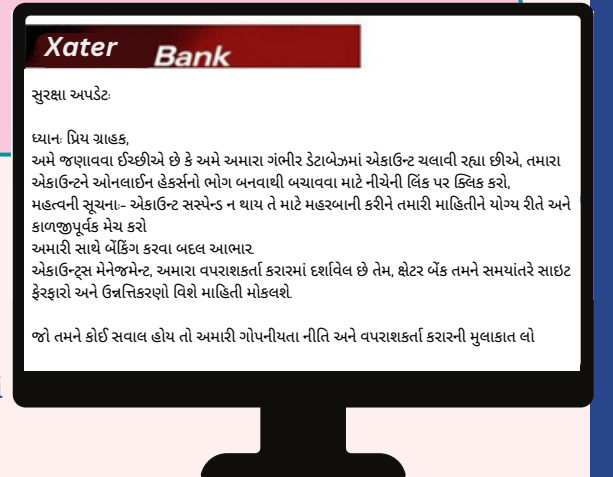 Xater Bank
સુરક્ષા અપડેટઃ
ધ્યાનઃ પ્રિય ગ્રાહક,
અમે જણાવવા ઈચ્છીએ છે કે અમે અમારા ગંભીર ડેટાબેઝમાં એકાઉન્ટ ચલાવી રહ્યા છીએ, તમારા
એકાઉન્ટને ઓનલાઈન હેકર્સનો ભોગ બનવાથી બચાવવા માટે નીચેની લિંક પર ક્લિક કરો,
મહત્વની સૂચનાઃ- એકાઉન્ટ સસ્પેન્ડ ન થાય તે માટે મહરબાની કરીને તમારી માહિતીને યોગ્ય રીતે અને
કાળજીપૂર્વક મેચ કરો
અમારી સાથે બેંકિંગ કરવા બદલ આભાર.
એકાઉન્ટ્સ મેનેજમેન્ટ, અમારા વપરાશકર્તા કરારમાં દર્શાવેલ છે તેમ, ક્ષેટર બેંક તમને સમયાંતરે સાઇટ
ફેરફારો અને ઉન્નત્તિકરણો વિશે માહિતી મોકલશે.
જો તમને કોઈ સવાલ હોય તો અમારી ગોપનીયતા નીતિ અને વપરાશકર્તા કરારની મુલાકાત લો